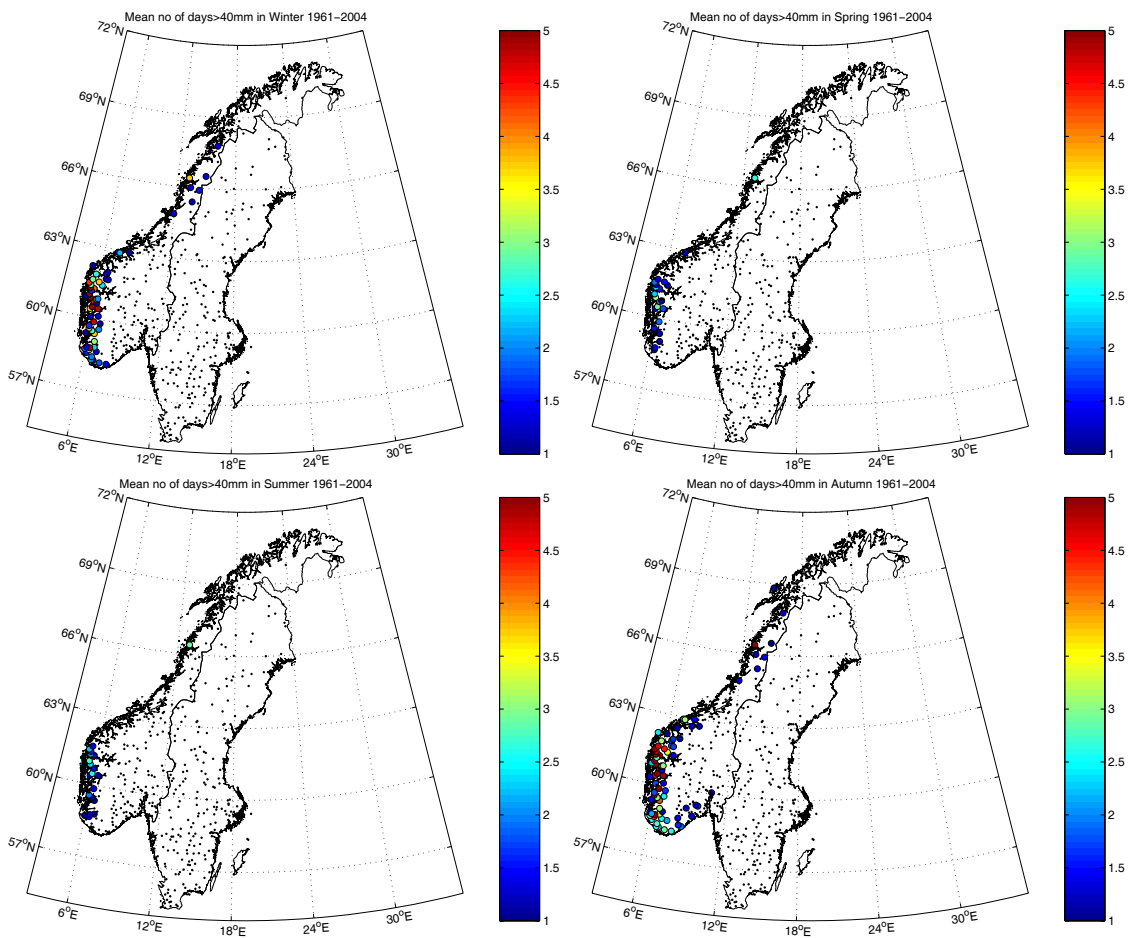 Mean no of days>40mm in Winter 1961−2004
72°N
69°N
66°N
63°N
60°N
57°N
6°E
12°E
18°E
24°E
30°E
5
4.5
4
3.5
3
2.5
2
1.5
1
Mean no of days>40mm in Spring 1961−2004
72°N
69°N
66°N
63°N
60°N
57°N
6°E
12°E
18°E
24°E
30°E
5
4.5
4
3.5
3
2.5
2
1.5
1
Mean no of days>40mm in Summer 1961−2004
72°N
69°N
66°N
63°N
60°N
57°N
6°E
12°E
18°E
24°E
30°E
5
4.5
4
3.5
3
2.5
2
1.5
1
Mean no of days>40mm in Autumn 1961−2004
72°N
69°N
66°N
63°N
60°N
57°N
6°E
12°E
18°E
24°E
30°E
5
4.5
4
3.5
3
2.5
2
1.5
1